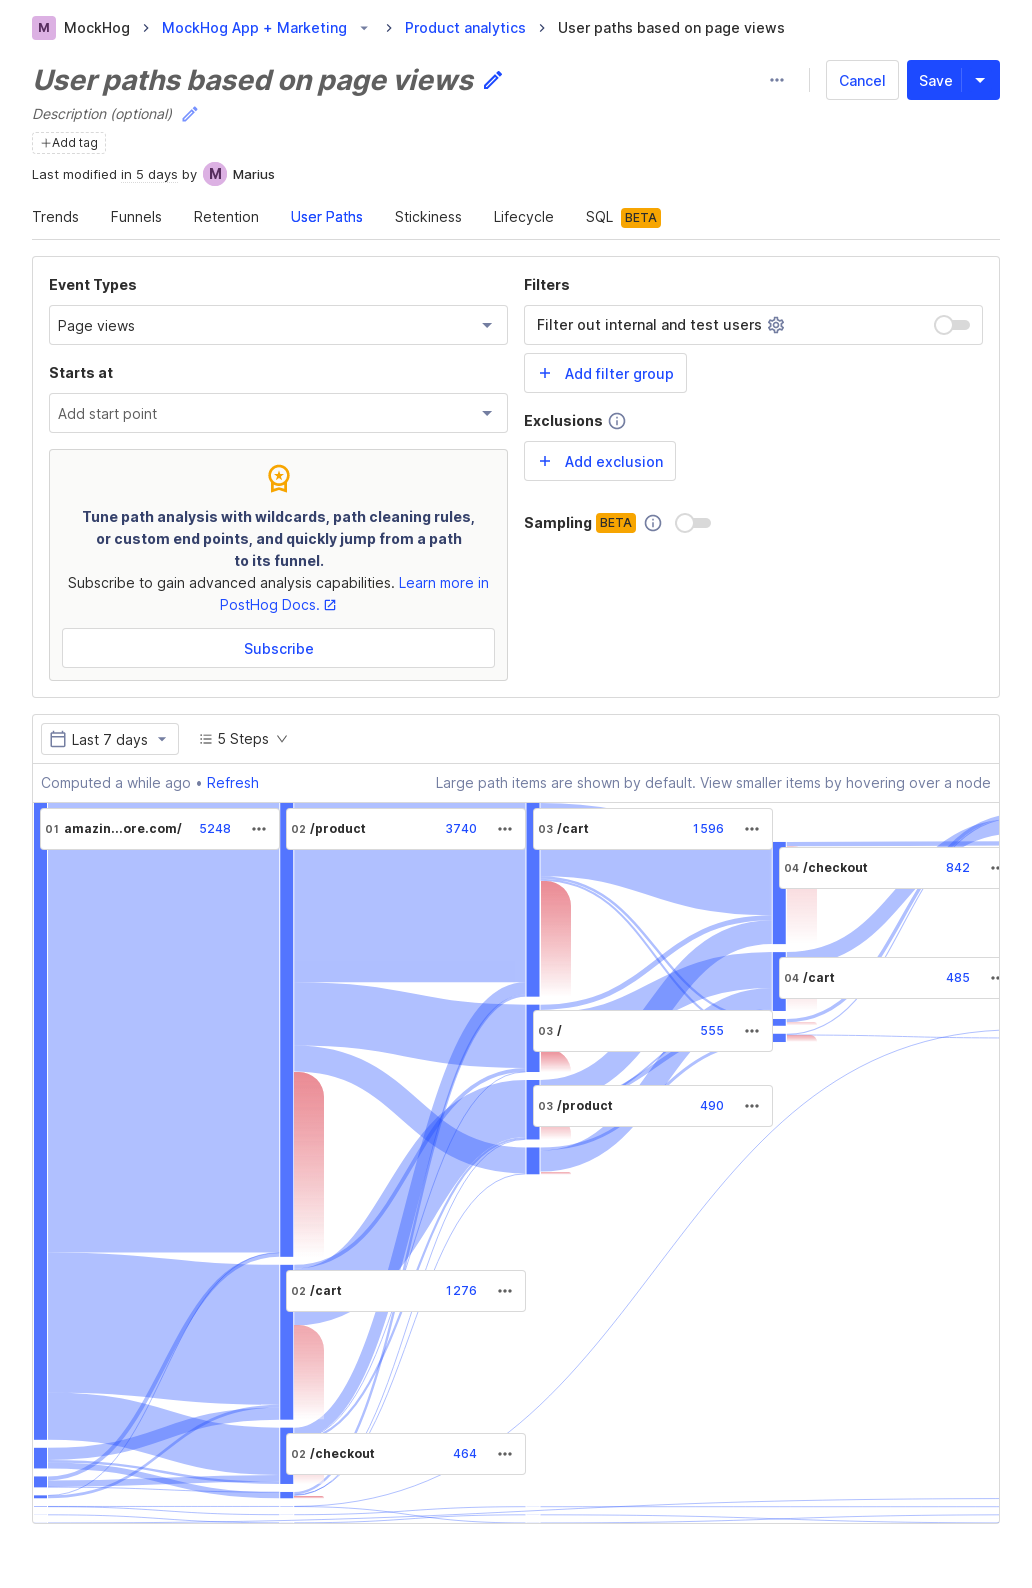 M MockHog MockHog App + Marketing Product analytics User paths based on page views
User paths based on page views
Cancel
Save
Description (optional)
Add tag
Last modified in 5 days by M Marius
Trends Funnels Retention User Paths Stickiness Lifecycle SQL BETA
Event Types
Page views
Starts at
Add start point
Tune path analysis with wildcards, path cleaning rules,
or custom end points, and quickly jump from a path
to its funnel.
Subscribe to gain advanced analysis capabilities. Learn more in
PostHog Docs.
Subscribe
Filters
Filter out internal and test users
Add filter group
Exclusions
Add exclusion
Sampling BETA
Last 7 days 5 Steps
Computed a while ago • Refresh
Large path items are shown by default. View smaller items by hovering over a node
01 amazin...ore.com/ 5248
02 /product 3740
03 /cart 1596
04 /checkout 842
04 /cart 485
03 / 555
03 /product 490
02 /cart 1276
02 /checkout 464